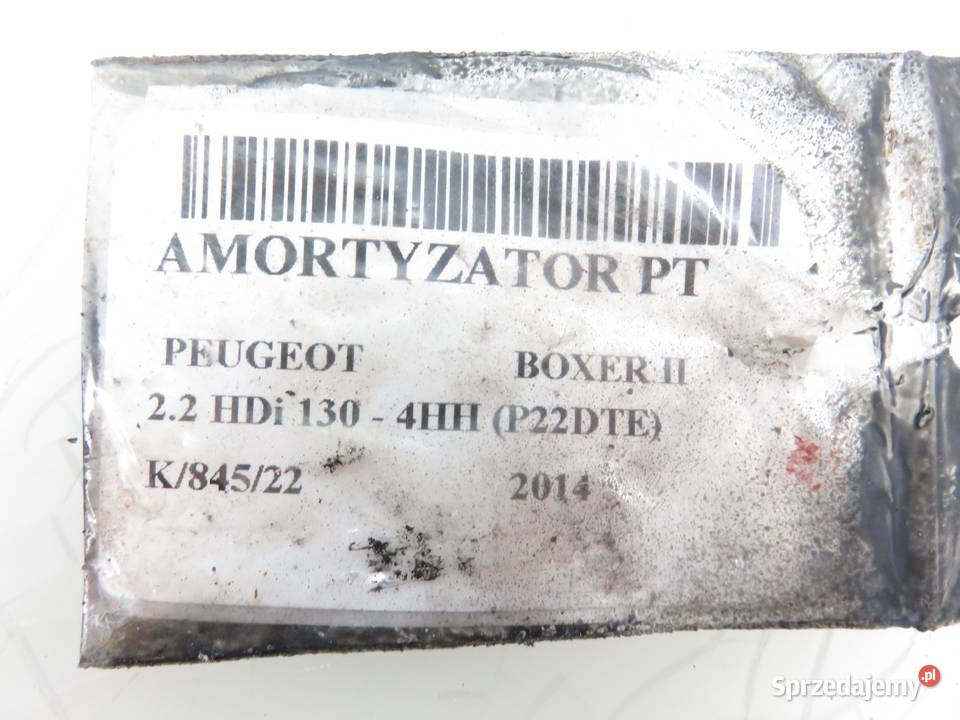 AMORTYZATOR PT
PEUGEOT BOXER II
2.2 HDi 130 - 4HH (P22DTE)
K/845/22 2014
Sprzedajemy.pl